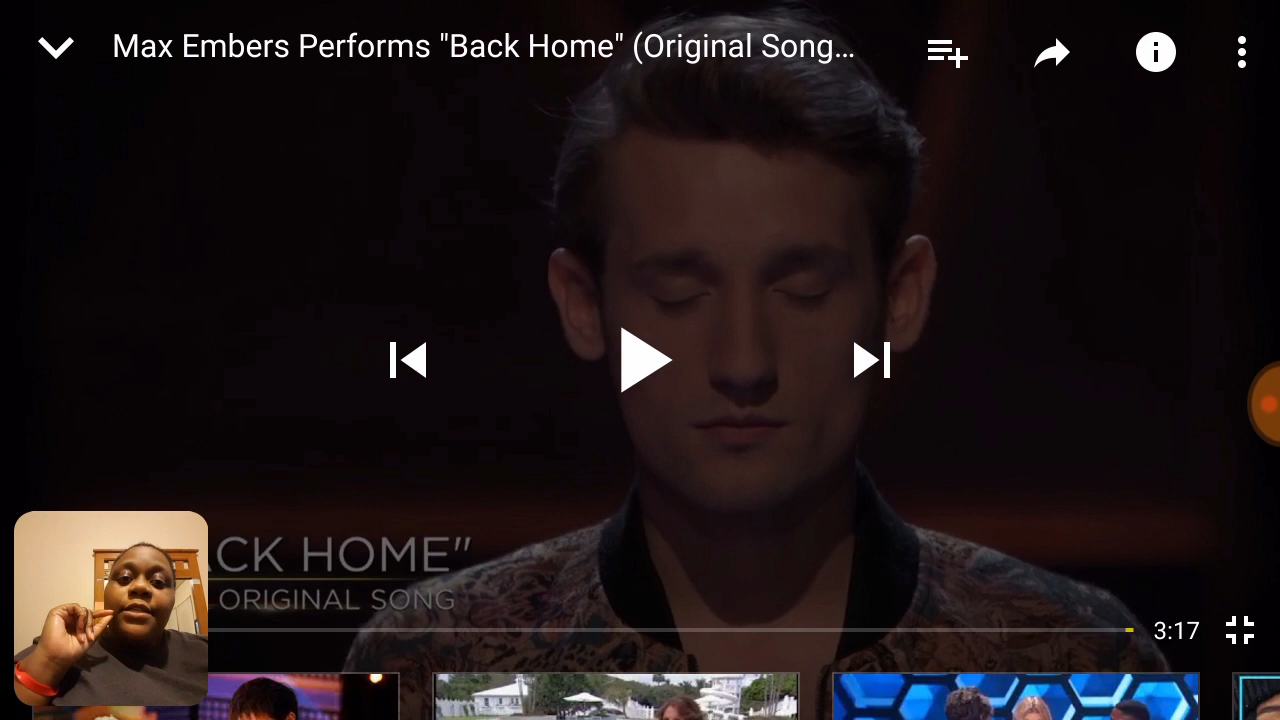 Max Embers Performs "Back Home" (Original Song...
CK HOME"
ORIGINAL SONG
3:17